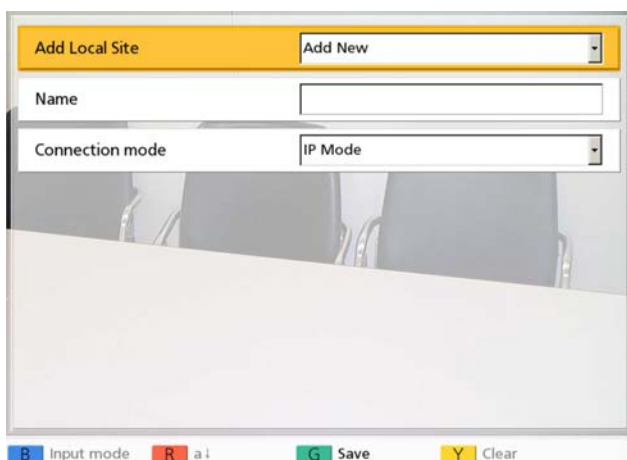 Add Local Site Add New
Name
Connection mode IP Mode
B Input mode R a↓ G Save Y Clear